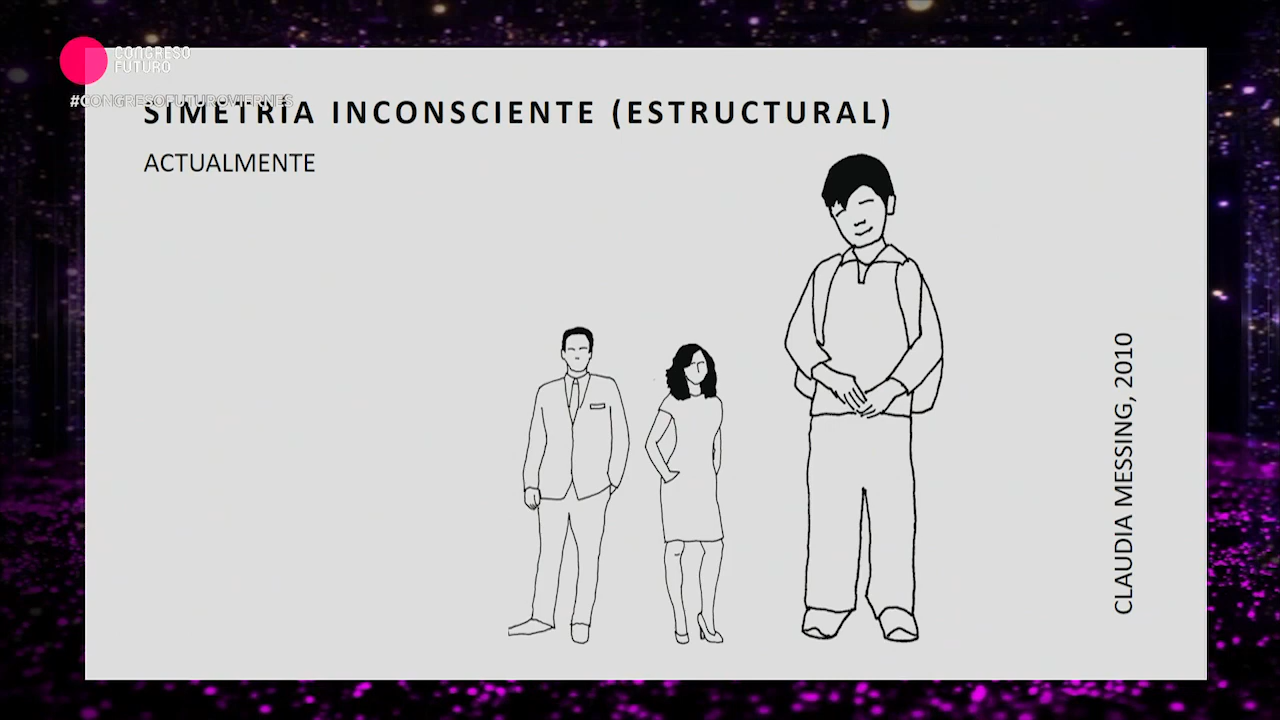 CONGRESO
FUTURO
#CONGRESOFUTUROVIERNES
SIMETRÍA INCONSCIENTE (ESTRUCTURAL)
ACTUALMENTE
CLAUDIA MESSING, 2010